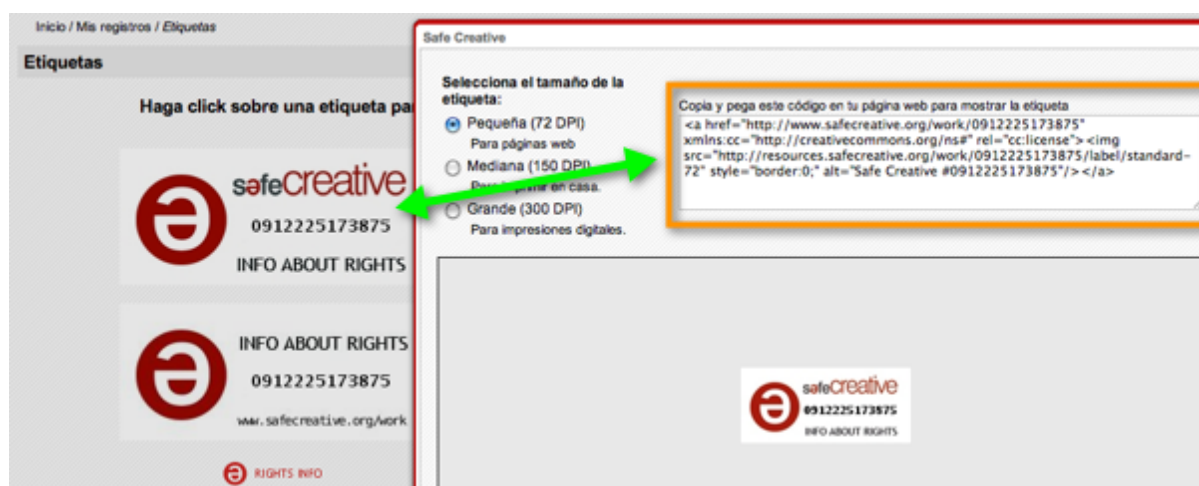 Inicio / Mis registros / Etiquetas
Etiquetas
Haga click sobre una etiqueta pa
safecreative
0912225173875
INFO ABOUT RIGHTS
INFO ABOUT RIGHTS
0912225173875
www.safecreative.org/work
RIGHTS INFO
Safe Creative
Selecciona el tamaño de la
etiqueta:
Pequeña (72 DPI)
Para páginas web
Mediana (150 DPI)
Para imprimir en casa.
Grande (300 DPI)
Para impresiones digitales.
Copia y pega este código en tu página web para mostrar la etiqueta
<a href="http://www.safecreative.org/work/0912225173875"
xmlns:cc="http://creativecommons.org/ns#" rel="cc:license"><img
src="http://resources.safecreative.org/work/0912225173875/label/standard-
72" style="border:0;" alt="Safe Creative #0912225173875"/></a>
safecreative
0912225173875
INFO ABOUT RIGHTS